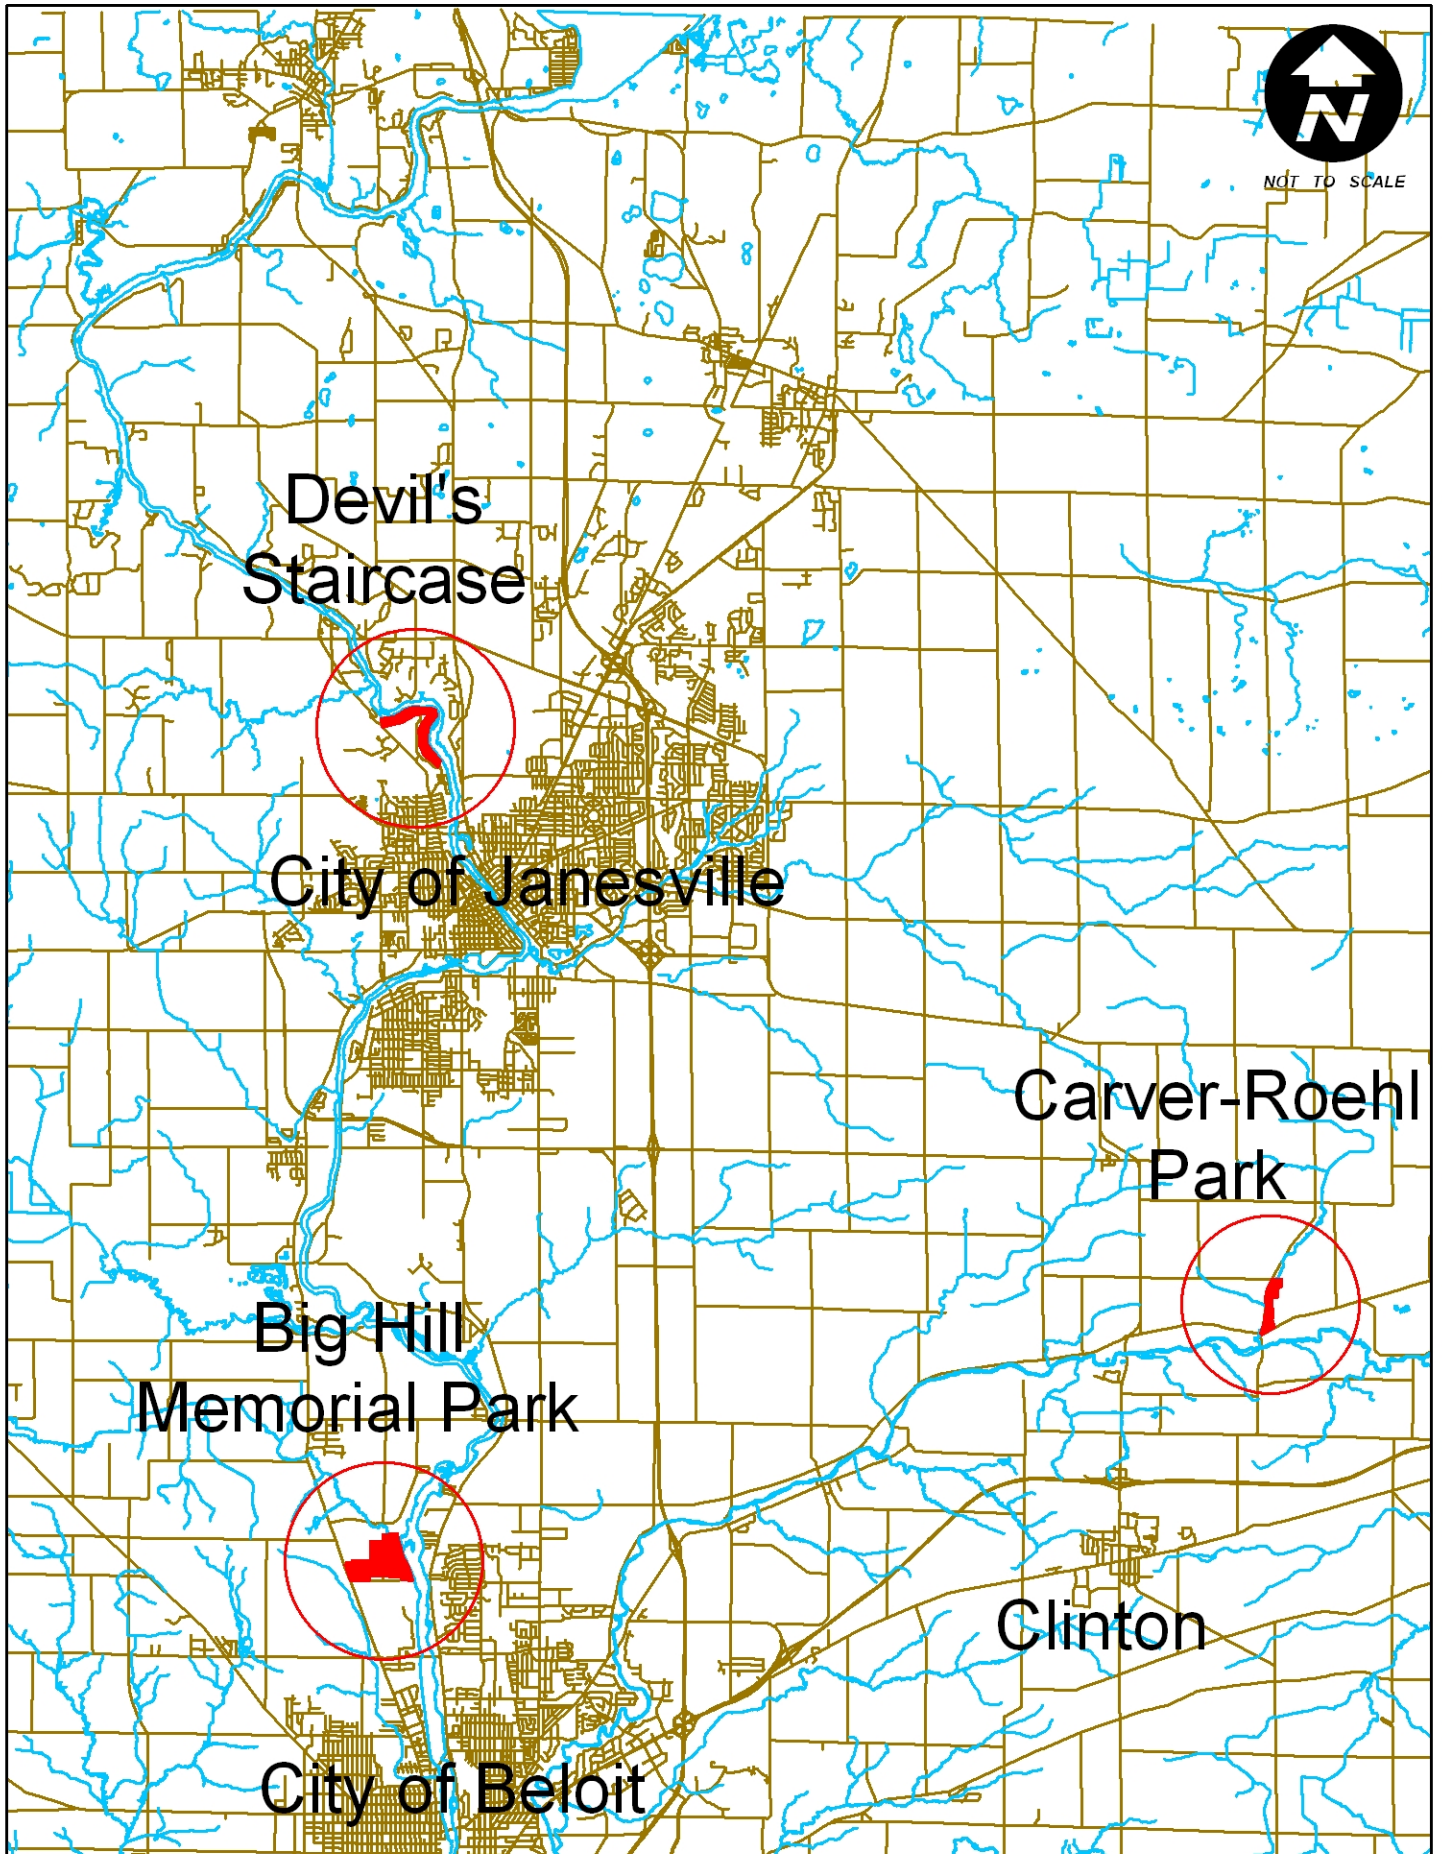 N
NOT TO SCALE
Devil's
Staircase
City of Janesville
Carver-Roehl
Park
Big Hill
Memorial Park
Clinton
City of Beloit